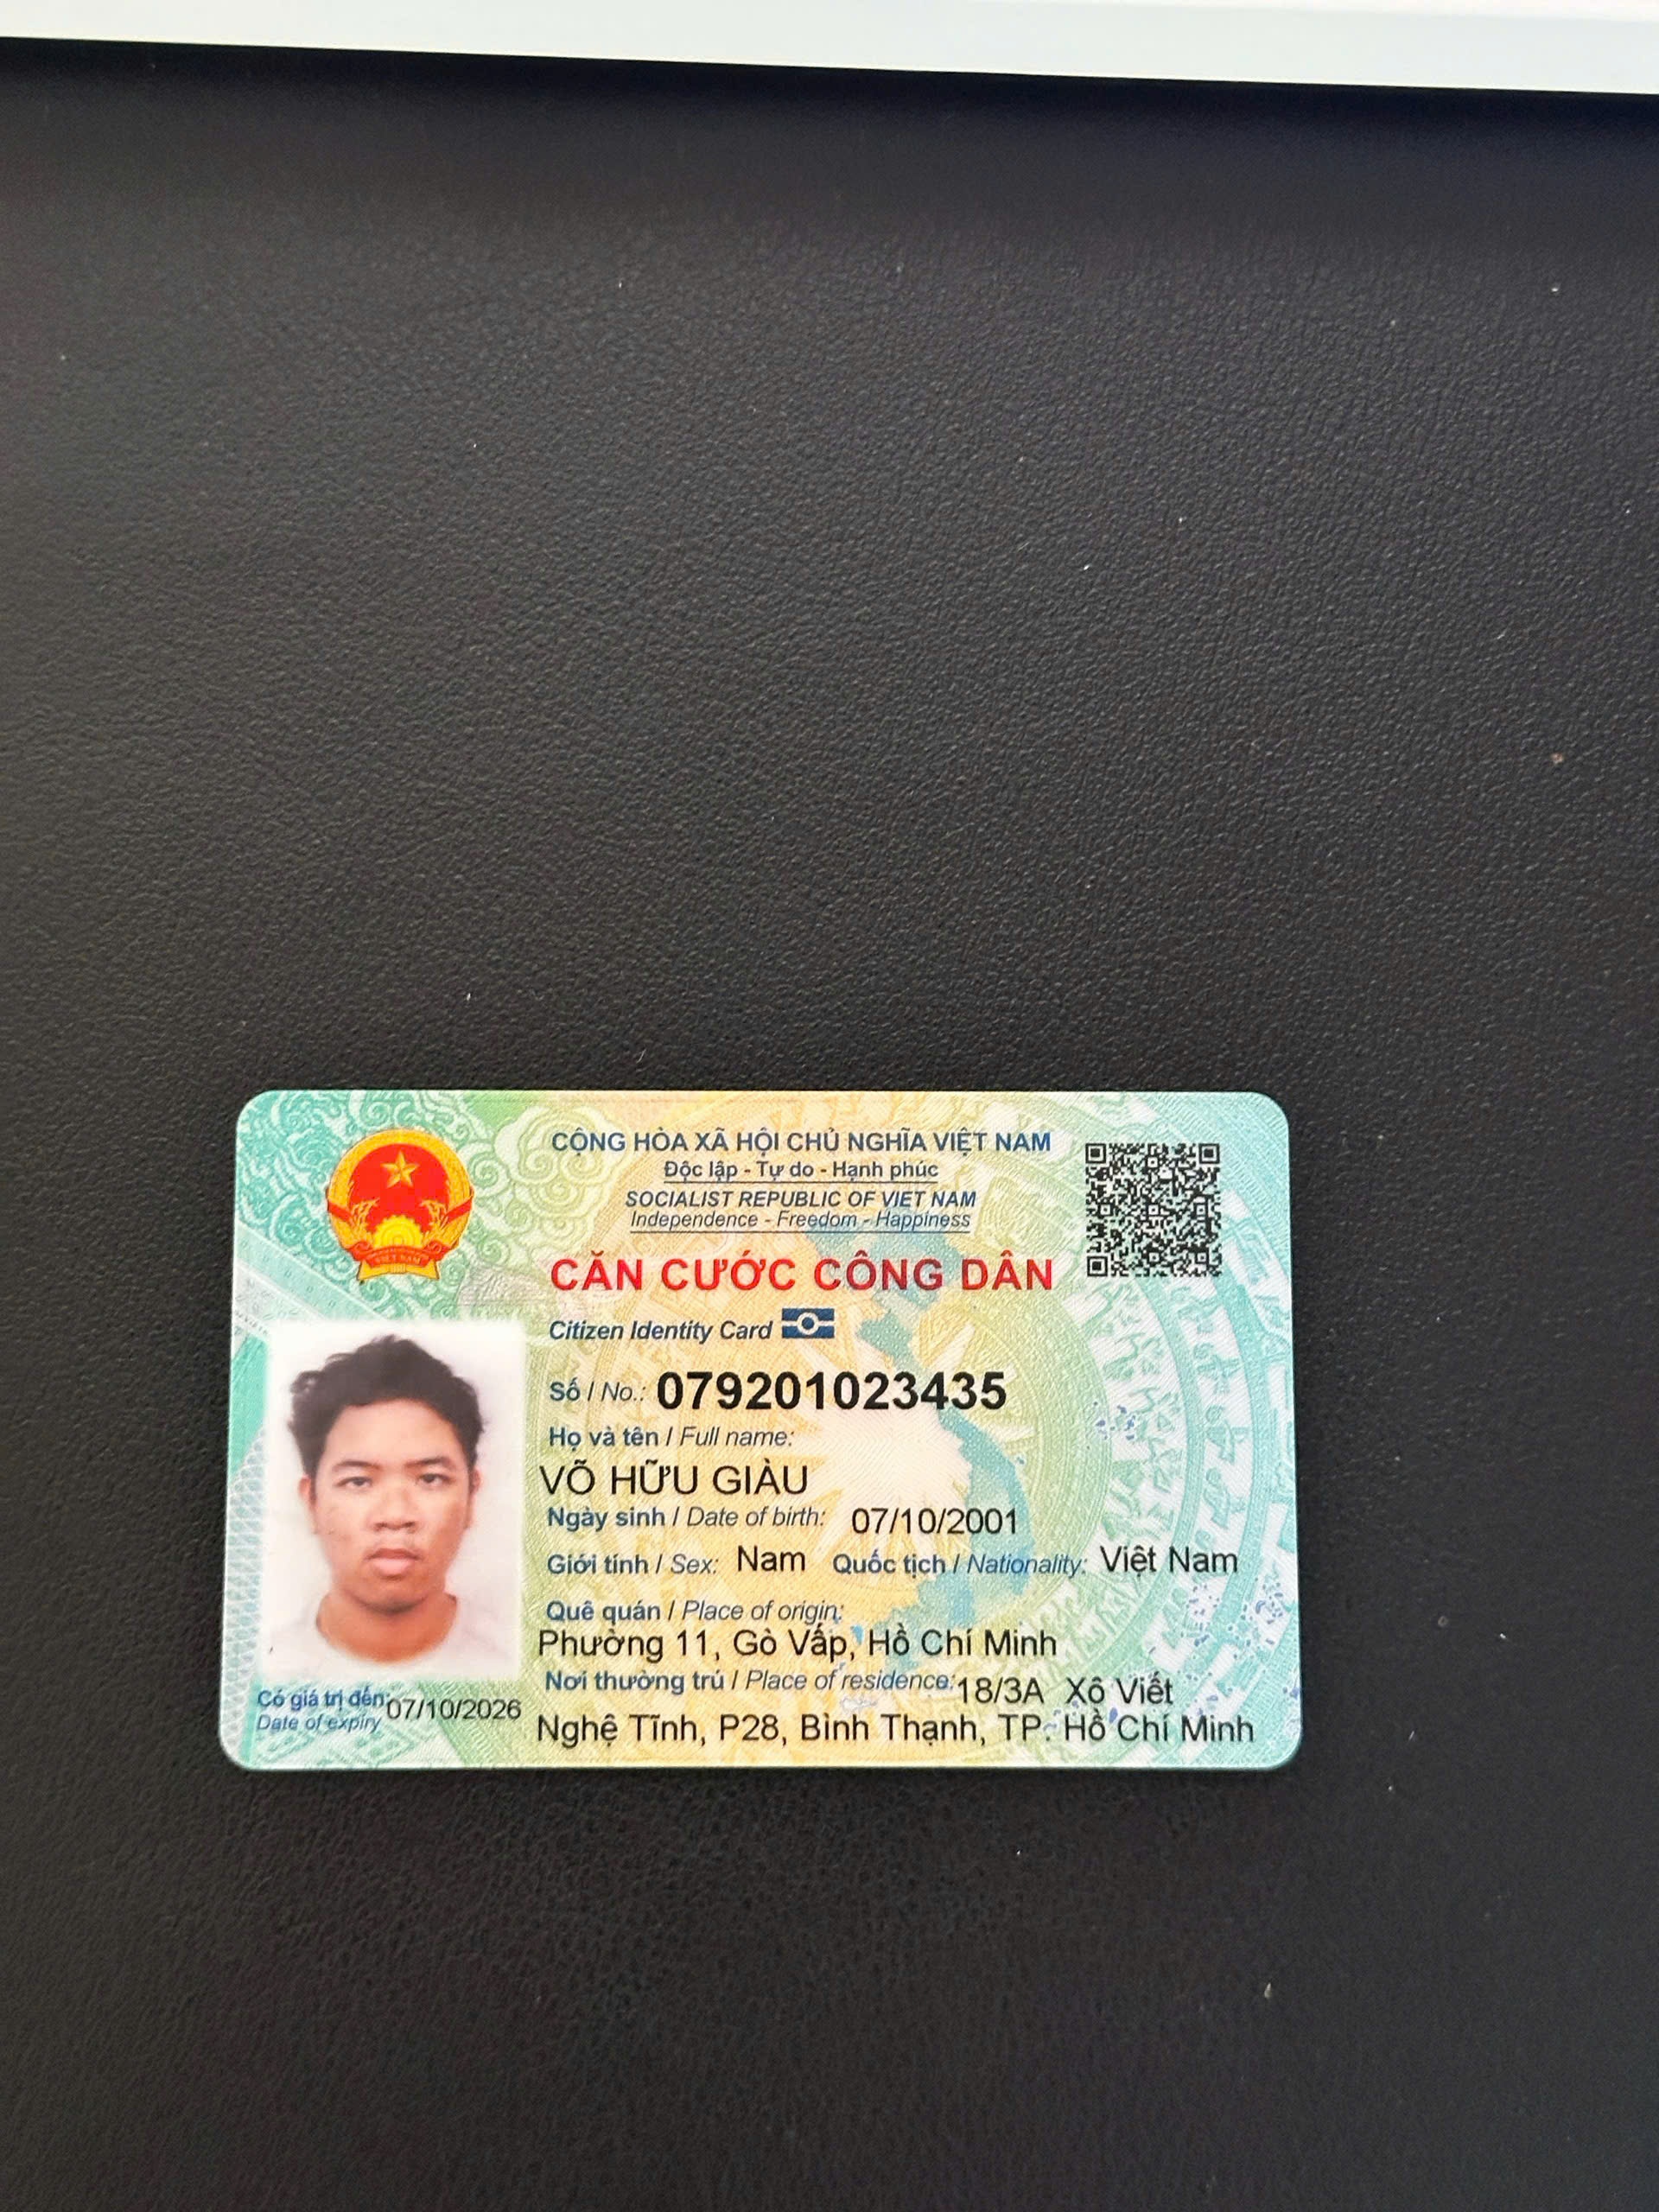 CỘNG HÒA XÃ HỘI CHỦ NGHĨA VIỆT NAM
Độc lập - Tự do - Hạnh phúc
SOCIALIST REPUBLIC OF VIET NAM
Independence - Freedom - Happiness
CĂN CƯỚC CÔNG DÂN
Citizen Identity Card
Số / No.: 079201023435
Họ và tên / Full name:
VÕ HỮU GIÀU
Ngày sinh / Date of birth: 07/10/2001
Giới tính / Sex: Nam Quốc tịch / Nationality: Việt Nam
Quê quán / Place of origin:
Phường 11, Gò Vấp, Hồ Chí Minh
Nơi thường trú / Place of residence: 18/3A Xô Viết
Nghệ Tĩnh, P28, Bình Thạnh, TP. Hồ Chí Minh
Có giá trị đến: 07/10/2026
Date of expiry